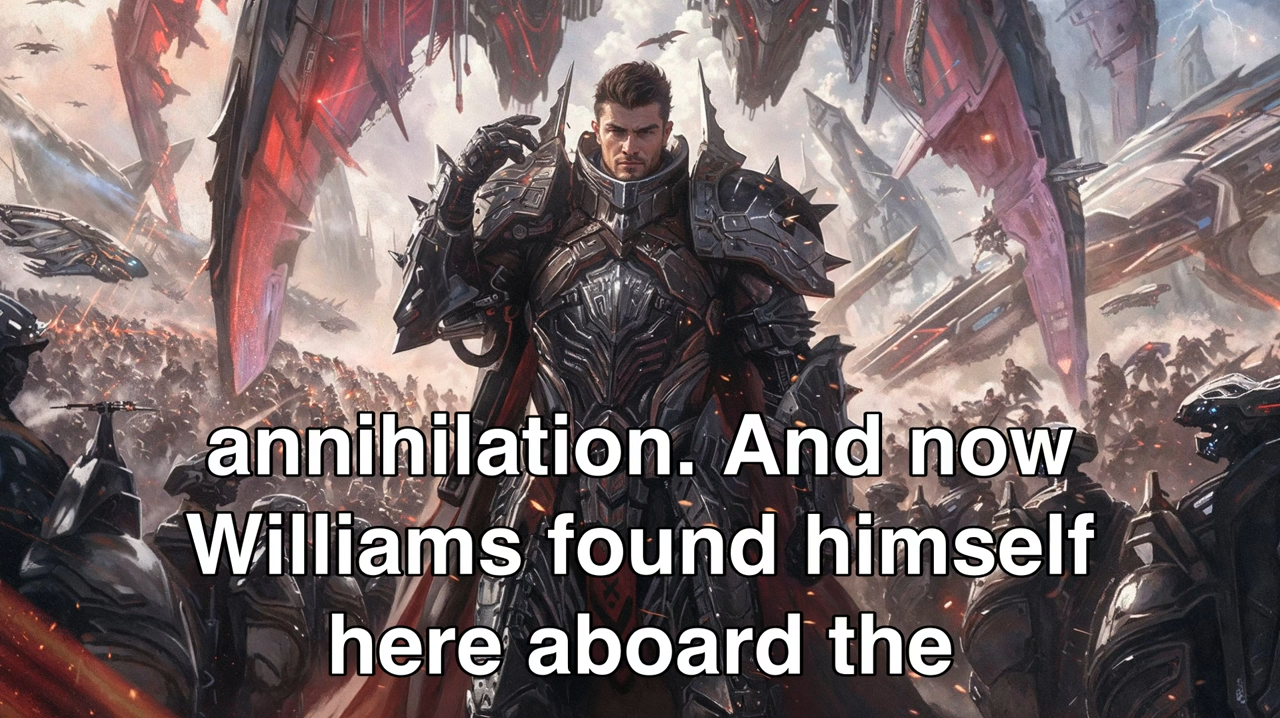 annihilation. And now
Williams found himself
here aboard the